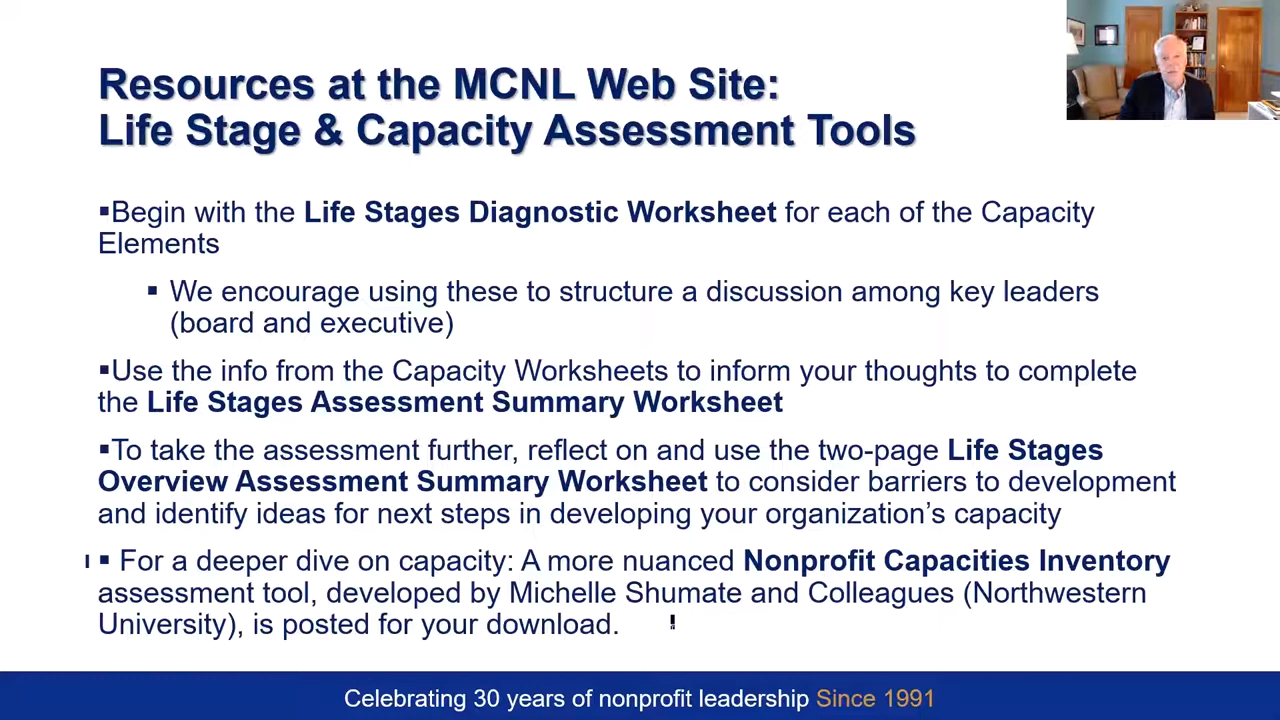 Resources at the MCNL Web Site:
Life Stage & Capacity Assessment Tools
▪Begin with the Life Stages Diagnostic Worksheet for each of the Capacity
Elements
▪ We encourage using these to structure a discussion among key leaders
(board and executive)
▪Use the info from the Capacity Worksheets to inform your thoughts to complete
the Life Stages Assessment Summary Worksheet
▪To take the assessment further, reflect on and use the two-page Life Stages
Overview Assessment Summary Worksheet to consider barriers to development
and identify ideas for next steps in developing your organization’s capacity
▪ For a deeper dive on capacity: A more nuanced Nonprofit Capacities Inventory
assessment tool, developed by Michelle Shumate and Colleagues (Northwestern
University), is posted for your download.
Celebrating 30 years of nonprofit leadership Since 1991